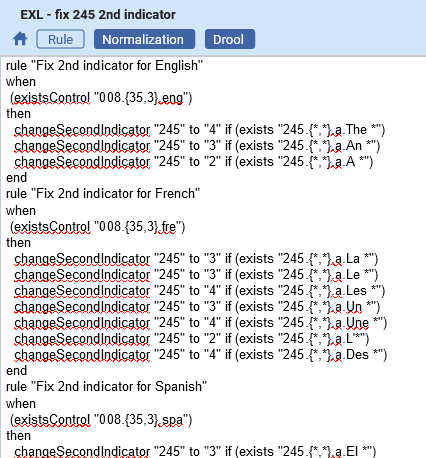 EXL - fix 245 2nd indicator
Rule Normalization Drool
rule "Fix 2nd indicator for English"
when
(existsControl "008.{35,3}.eng")
then
changeSecondIndicator "245" to "4" if (exists "245.{*,*}.a.The *")
changeSecondIndicator "245" to "3" if (exists "245.{*,*}.a.An *")
changeSecondIndicator "245" to "2" if (exists "245.{*,*}.a.A *")
end
rule "Fix 2nd indicator for French"
when
(existsControl "008.{35,3}.fre")
then
changeSecondIndicator "245" to "3" if (exists "245.{*,*}.a.La *")
changeSecondIndicator "245" to "3" if (exists "245.{*,*}.a.Le *")
changeSecondIndicator "245" to "4" if (exists "245.{*,*}.a.Les *")
changeSecondIndicator "245" to "3" if (exists "245.{*,*}.a.Un *")
changeSecondIndicator "245" to "4" if (exists "245.{*,*}.a.Une *")
changeSecondIndicator "245" to "2" if (exists "245.{*,*}.a.L'*")
changeSecondIndicator "245" to "4" if (exists "245.{*,*}.a.Des *")
end
rule "Fix 2nd indicator for Spanish"
when
(existsControl "008.{35,3}.spa")
then
changeSecondIndicator "245" to "3" if (exists "245.{*,*}.a.El *")